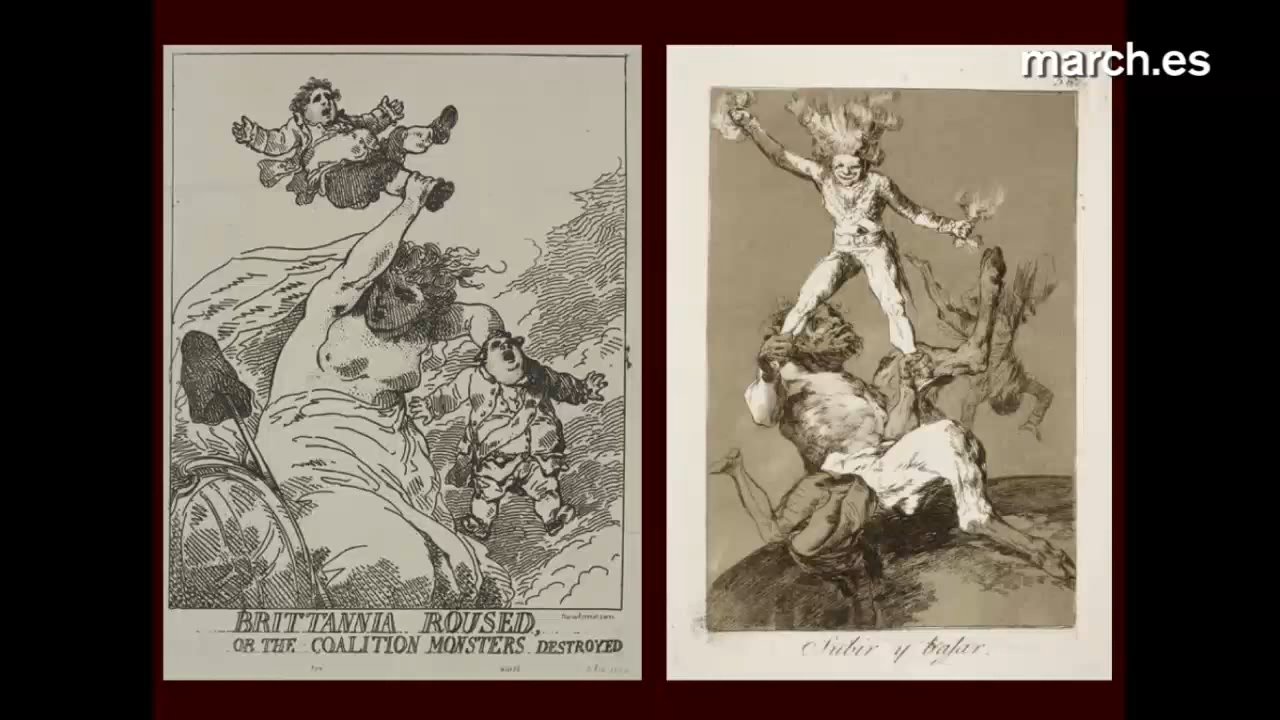 march.es
BRITTANNIA ROUSED,
OR THE COALITION MONSTERS DESTROYED
Subir y bajar.